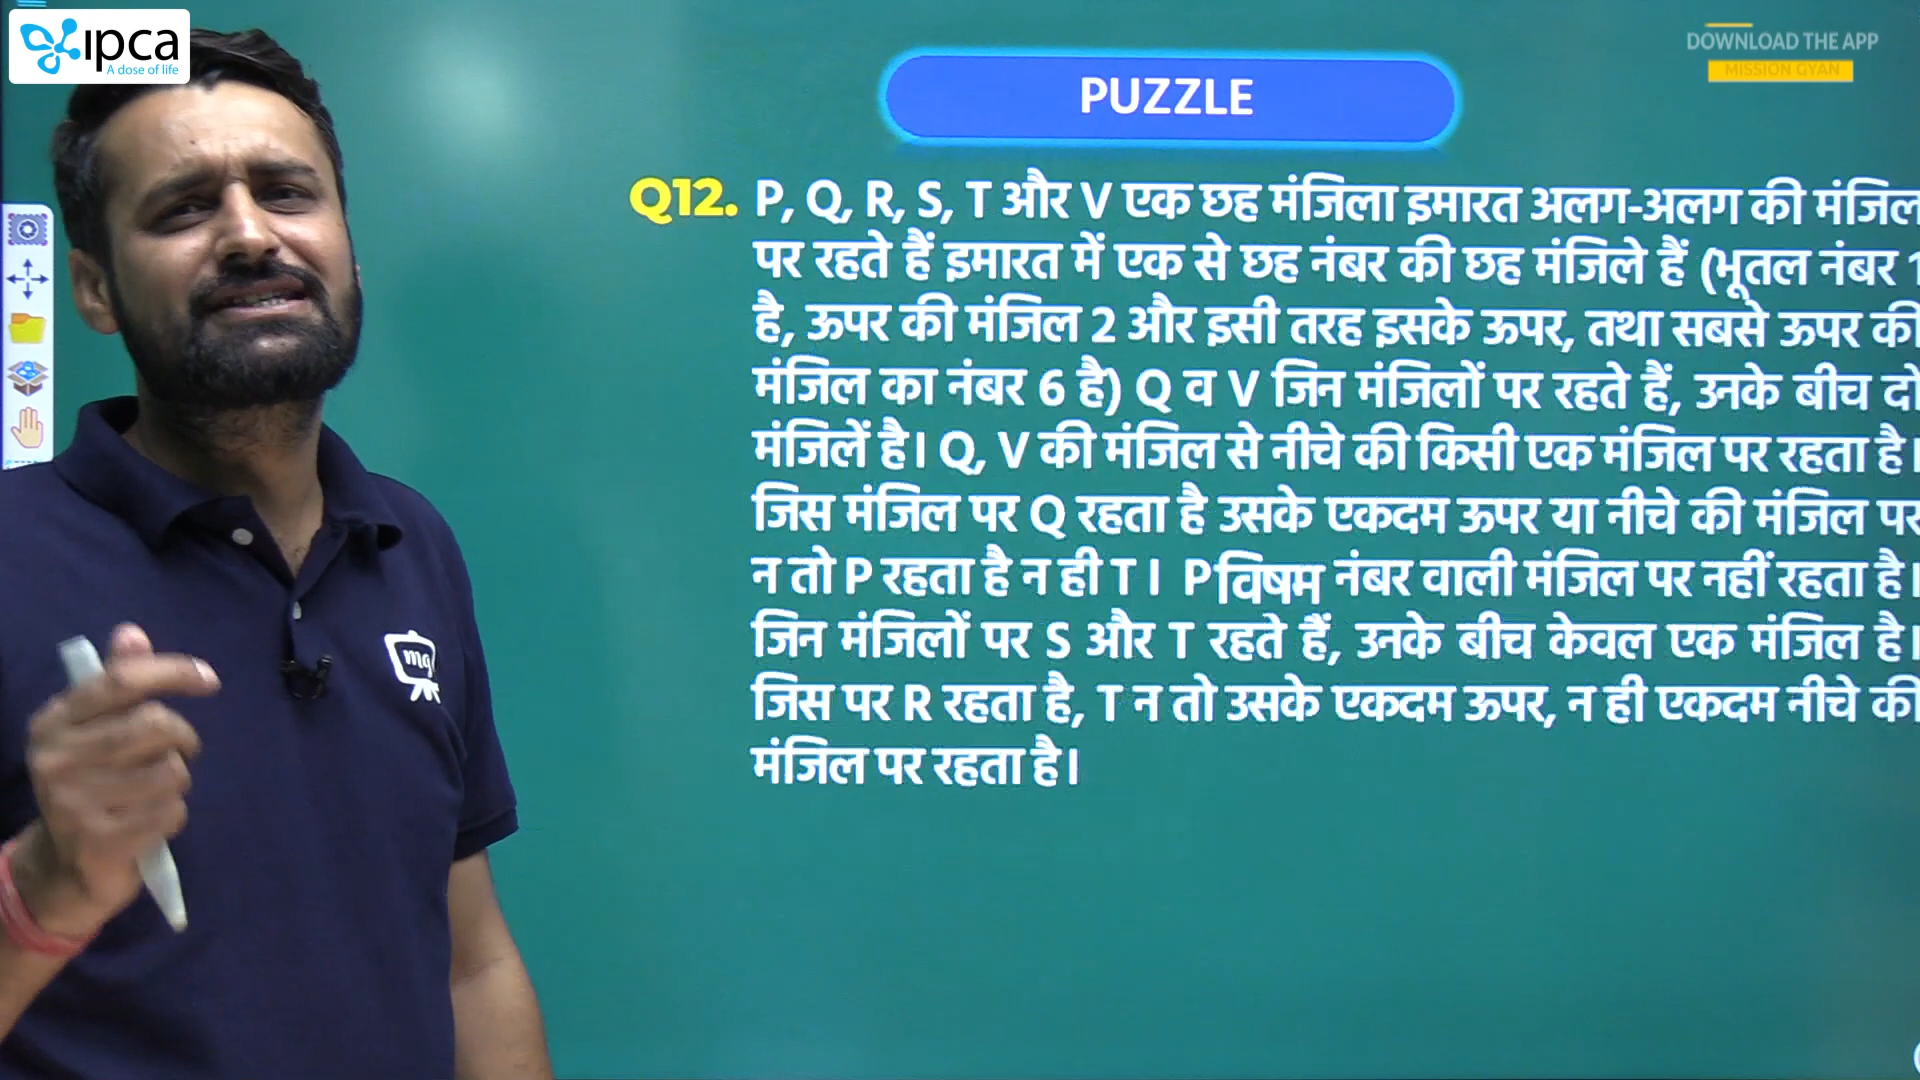 ipca
A dose of life
DOWNLOAD THE APP
MISSION GYAN
PUZZLE
Q12. P, Q, R, S, T और V एक छह मंजिला इमारत अलग-अलग की मंजिल
पर रहते हैं इमारत में एक से छह नंबर की छह मंजिले हैं (भूतल नंबर 1
है, ऊपर की मंजिल 2 और इसी तरह इसके ऊपर, तथा सबसे ऊपर की
मंजिल का नंबर 6 है) Q व V जिन मंजिलों पर रहते हैं, उनके बीच दो
मंजिलें है। Q, V की मंजिल से नीचे की किसी एक मंजिल पर रहता है।
जिस मंजिल पर Q रहता है उसके एकदम ऊपर या नीचे की मंजिल पर
न तो P रहता है न ही T। P विषम नंबर वाली मंजिल पर नहीं रहता है।
जिन मंजिलों पर S और T रहते हैं, उनके बीच केवल एक मंजिल है।
जिस पर R रहता है, T न तो उसके एकदम ऊपर, न ही एकदम नीचे की
मंजिल पर रहता है।
mg